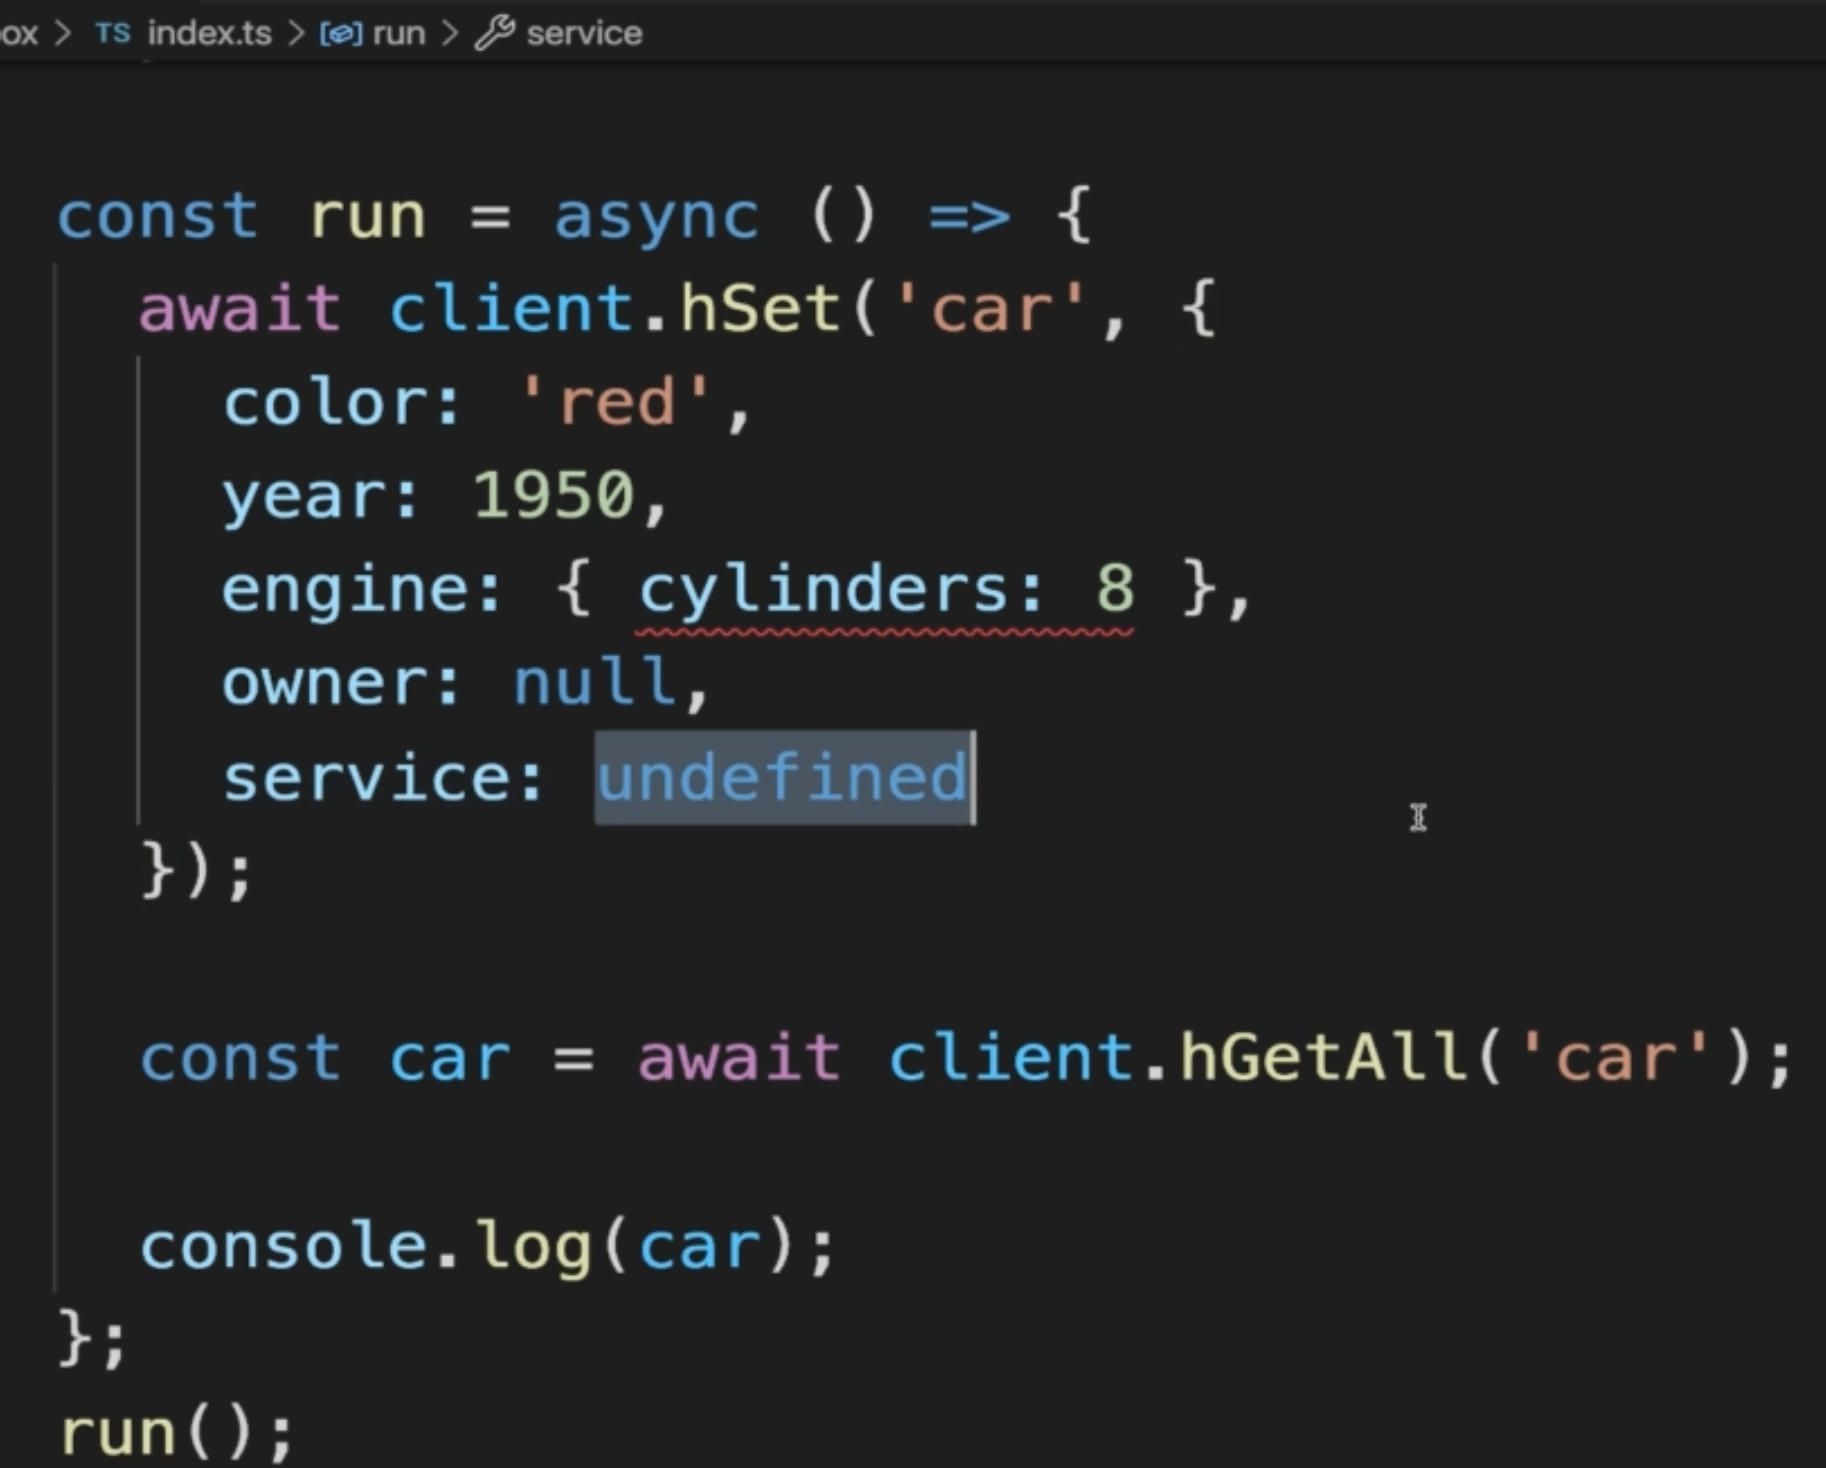 ox > TS index.ts > run > service
const run = async () => {
await client.hSet('car', {
color: 'red',
year: 1950,
engine: { cylinders: 8 },
owner: null,
service: undefined
});
const car = await client.hGetAll('car');
console.log(car);
};
run();